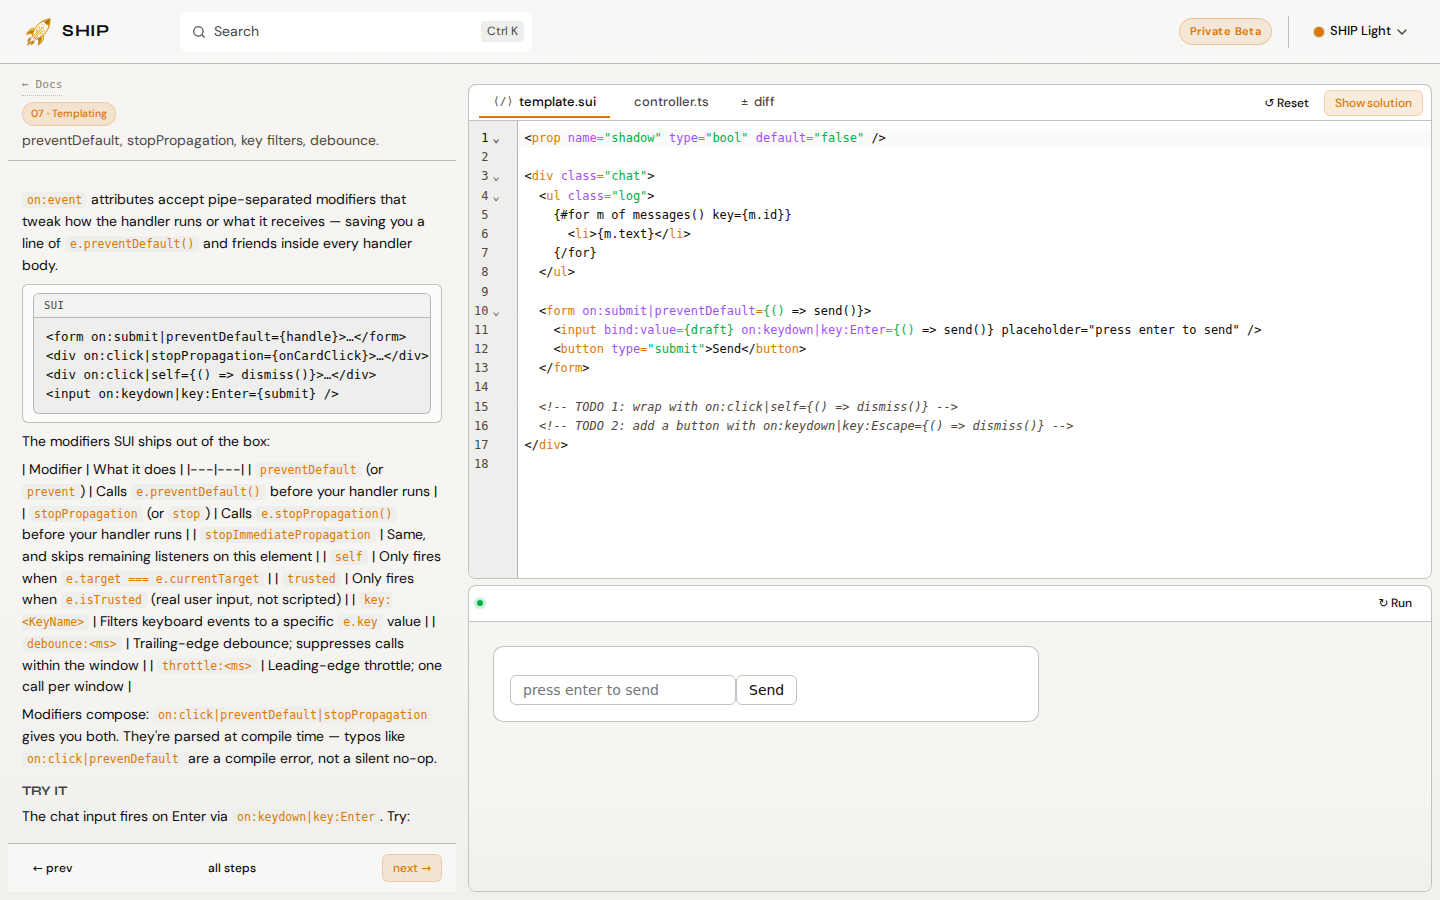 SHIP
Search
Ctrl K
Private Beta
SHIP Light
← Docs
07 · Templating
preventDefault, stopPropagation, key filters, debounce.
on:event attributes accept pipe-separated modifiers that
tweak how the handler runs or what it receives — saving you a
line of e.preventDefault() and friends inside every handler
body.
SUI
<form on:submit|preventDefault={handle}>…</form>
<div on:click|stopPropagation={onCardClick}>…</div>
<div on:click|self={() => dismiss()}>…</div>
<input on:keydown|key:Enter={submit} />
The modifiers SUI ships out of the box:
| Modifier | What it does | |---|---| | preventDefault (or
prevent ) | Calls e.preventDefault() before your handler runs |
| stopPropagation (or stop ) | Calls e.stopPropagation()
before your handler runs | | stopImmediatePropagation | Same,
and skips remaining listeners on this element | | self | Only fires
when e.target === e.currentTarget | | trusted | Only fires
when e.isTrusted (real user input, not scripted) | | key:
<KeyName> | Filters keyboard events to a specific e.key value | |
debounce:<ms> | Trailing-edge debounce; suppresses calls
within the window | | throttle:<ms> | Leading-edge throttle; one
call per window |
Modifiers compose: on:click|preventDefault|stopPropagation
gives you both. They're parsed at compile time — typos like
on:click|prevenDefault are a compile error, not a silent no-op.
TRY IT
The chat input fires on Enter via on:keydown|key:Enter . Try:
← prev
all steps
next →
⟨/⟩ template.sui
controller.ts
± diff
↺ Reset
Show solution
1 <prop name="shadow" type="bool" default="false" />
2
3 <div class="chat">
4 <ul class="log">
5 {#for m of messages() key={m.id}}
6 <li>{m.text}</li>
7 {/for}
8 </ul>
9
10 <form on:submit|preventDefault={() => send()}>
11 <input bind:value={draft} on:keydown|key:Enter={() => send()} placeholder="press enter to send" />
12 <button type="submit">Send</button>
13 </form>
14
15 <!-- TODO 1: wrap with on:click|self={() => dismiss()} -->
16 <!-- TODO 2: add a button with on:keydown|key:Escape={() => dismiss()} -->
17 </div>
18
↻ Run
press enter to send
Send